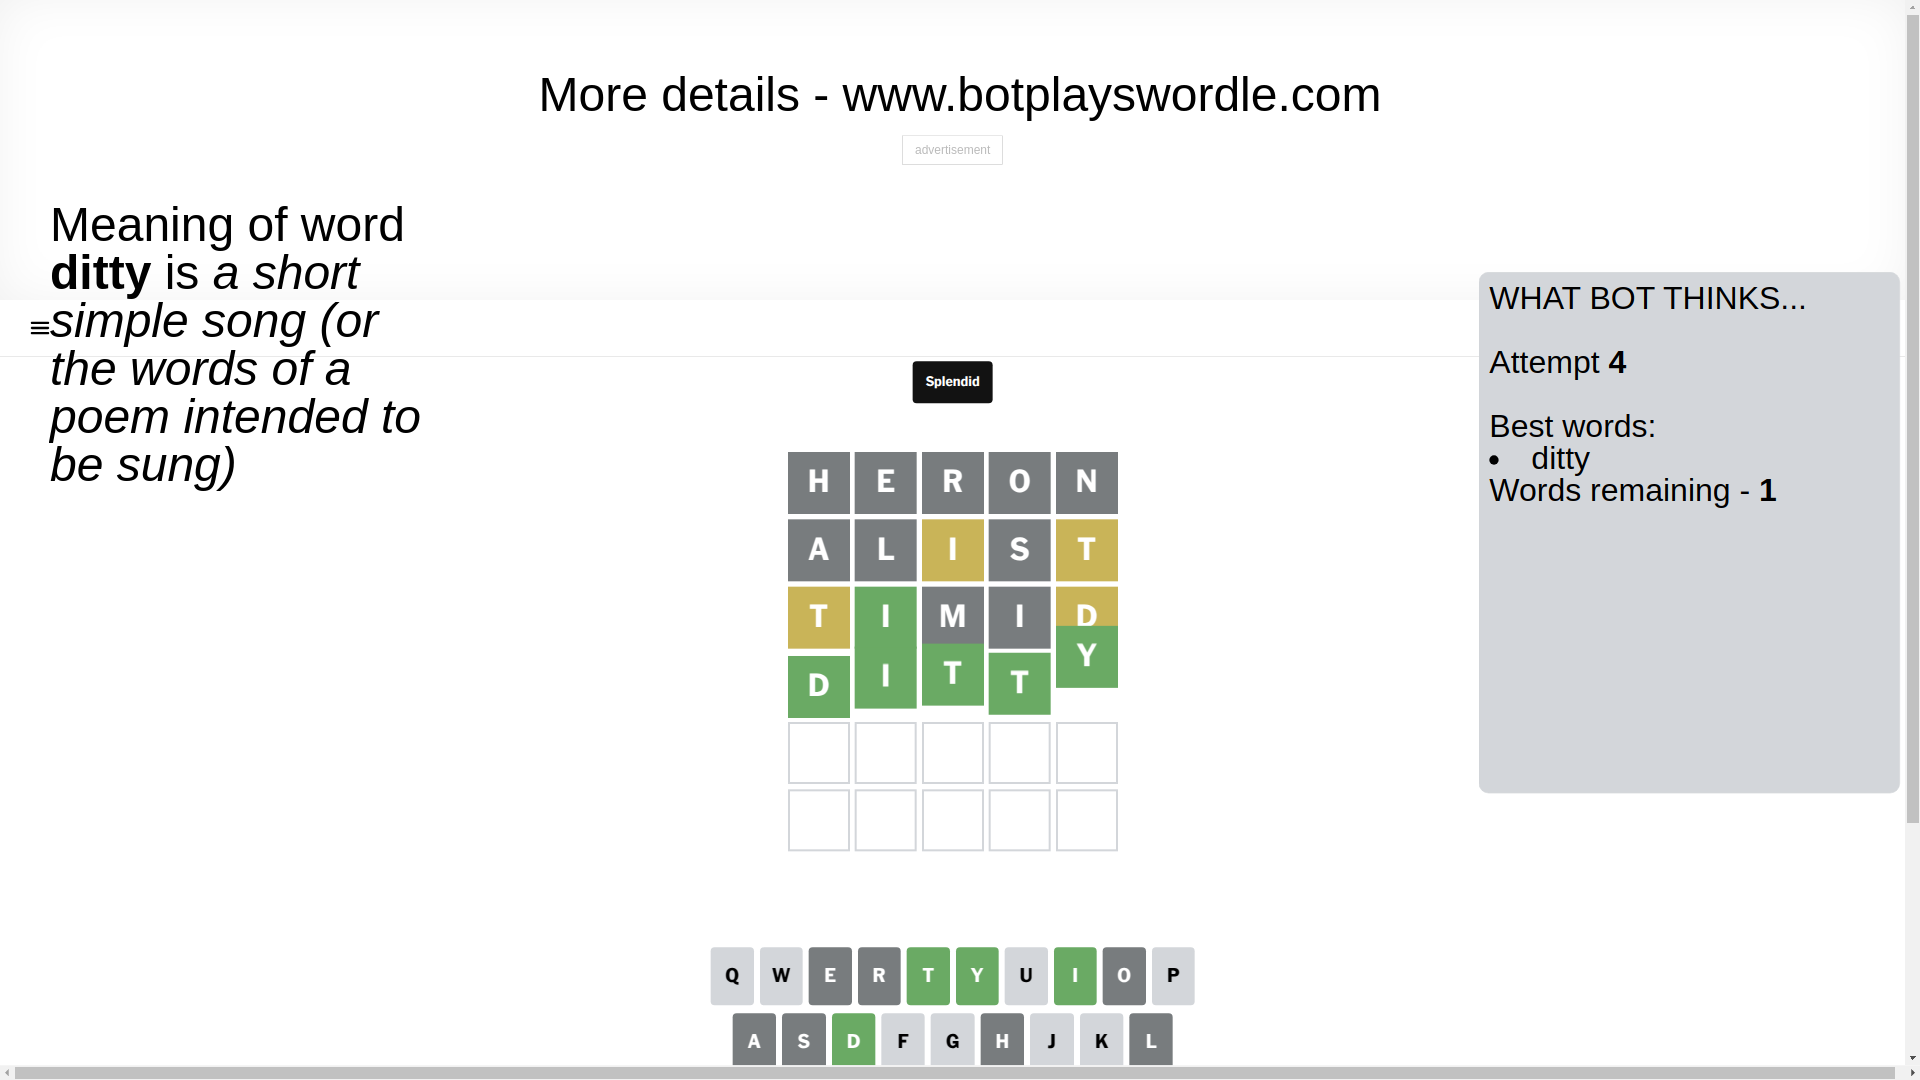 More details - www.botplayswordle.com
advertisement
Meaning of word
ditty is a short
simple song (or
the words of a
poem intended to
be sung)
WHAT BOT THINKS...
Attempt 4
Best words:
• ditty
Words remaining - 1
Splendid
H E R O N
A L I S T
T I M I D
D I T T Y
Q W E R T Y U I O P
A S D F G H J K L